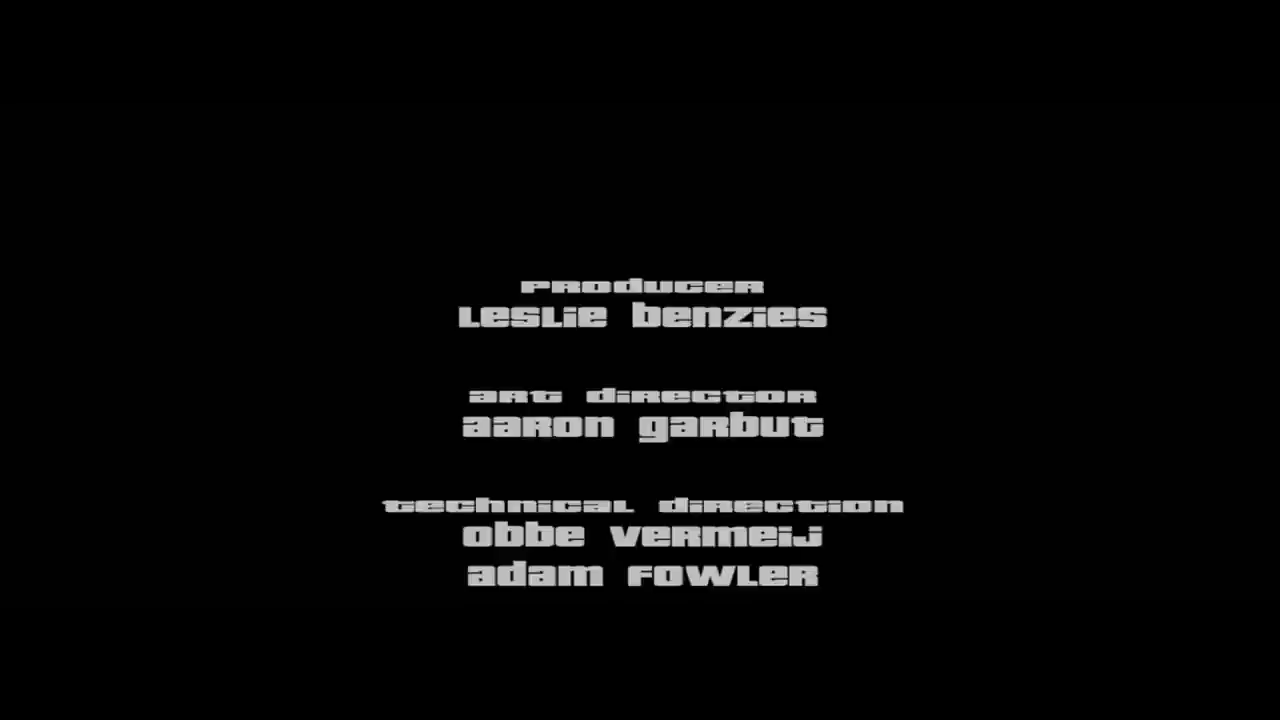 PRODUCER
Leslie Benzies
ART DIRECTOR
Aaron Garbut
TECHNICAL DIRECTION
Obbe Vermeij
Adam Fowler